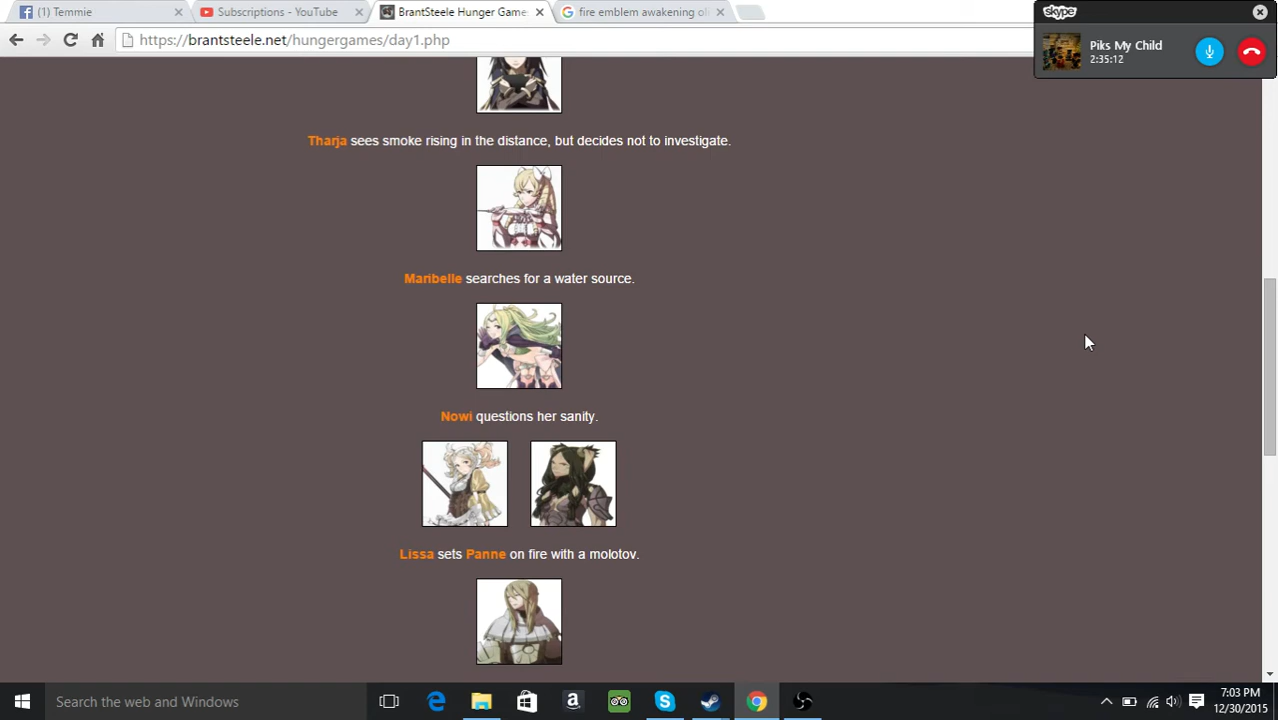 (1) Temmie
Subscriptions - YouTube
BrantSteele Hunger Game
fire emblem awakening oli
skype
https://brantsteele.net/hungergames/day1.php
Piks My Child
2:35:12
Tharja sees smoke rising in the distance, but decides not to investigate.
Maribelle searches for a water source.
Nowi questions her sanity.
Lissa sets Panne on fire with a molotov.
Search the web and Windows
7:03 PM
12/30/2015